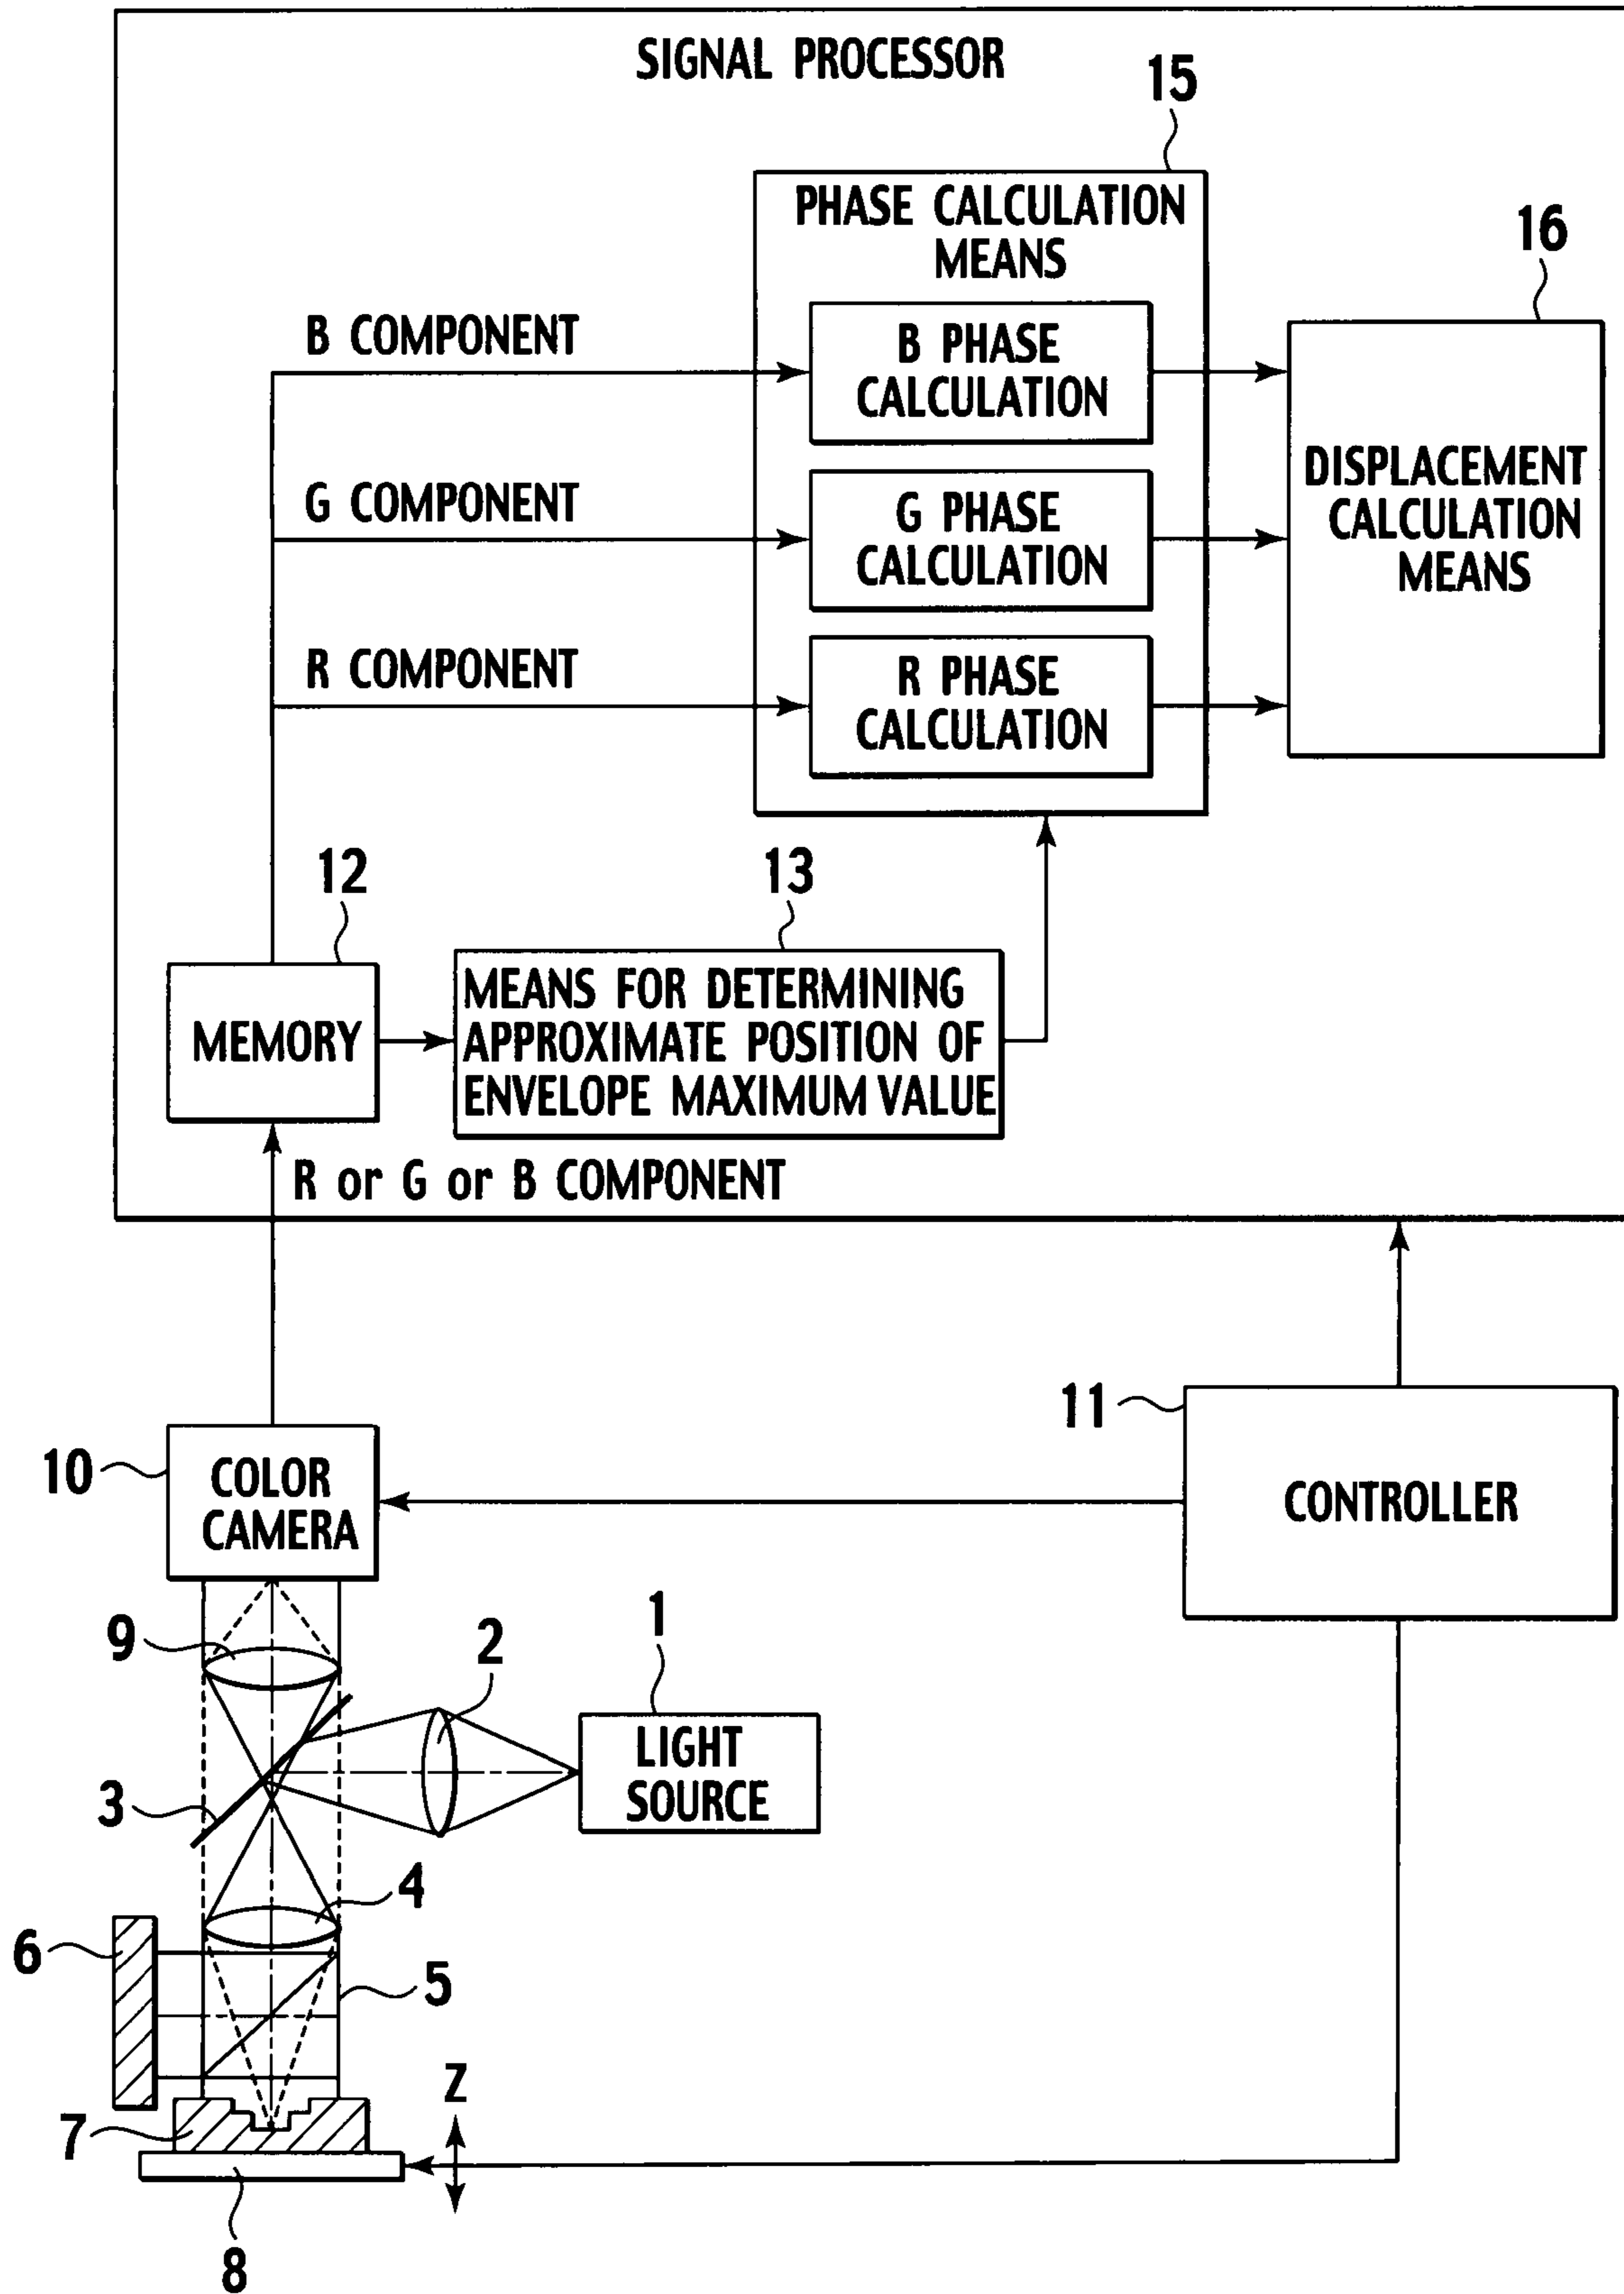 SIGNAL PROCESSOR
15
PHASE CALCULATION
MEANS
16
B COMPONENT
B PHASE
CALCULATION
G COMPONENT
G PHASE
CALCULATION
DISPLACEMENT
CALCULATION
MEANS
R COMPONENT
R PHASE
CALCULATION
12
13
MEMORY
MEANS FOR DETERMINING
APPROXIMATE POSITION OF
ENVELOPE MAXIMUM VALUE
R or G or B COMPONENT
11
10
COLOR
CAMERA
CONTROLLER
9
2
1
LIGHT
SOURCE
3
4
6
5
Z
7
8